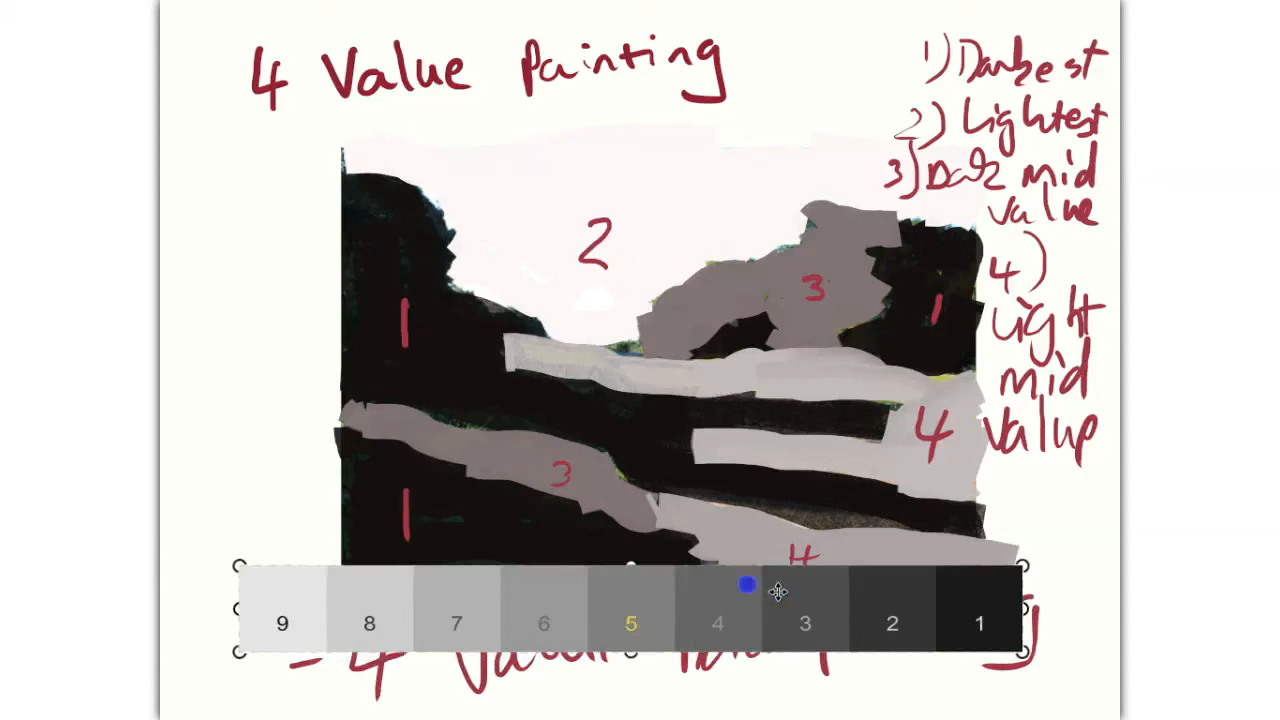 4 Value Painting
1) Darkest
2) Lightest
3) Dark mid
value
4)
Light
mid
value
2
3
1
1
4
3
1
4
9 8 7 6 5 4 3 2 1